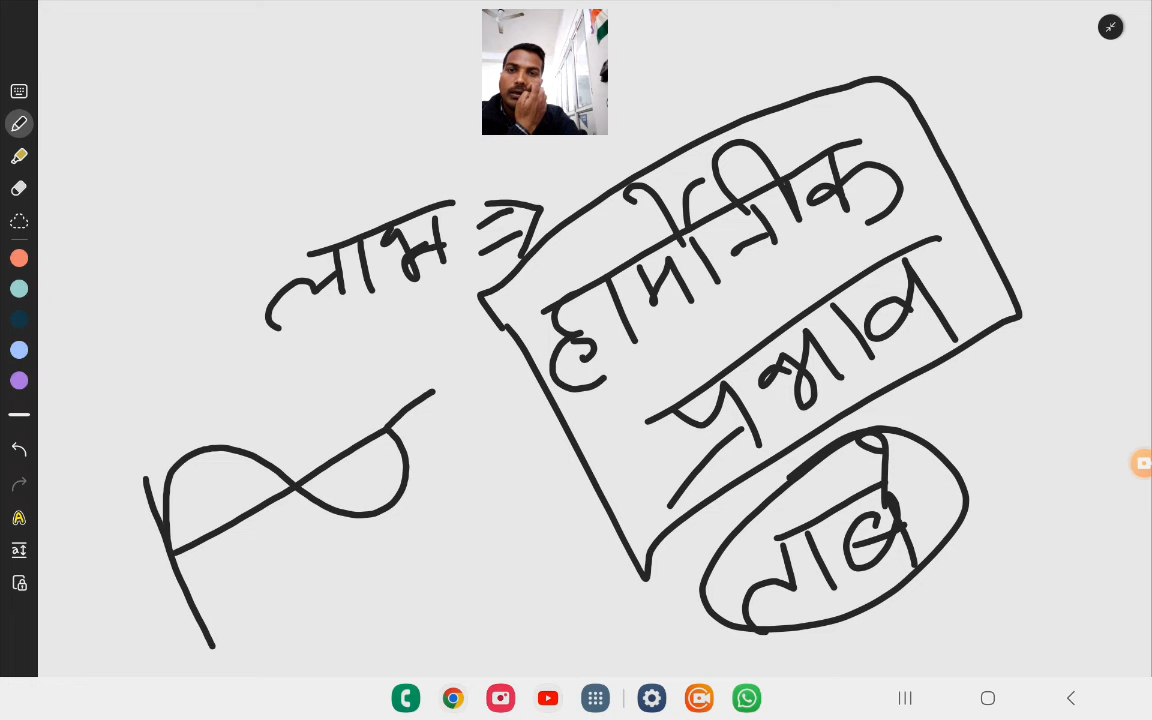 लाभ ⇒
हार्मोनिक
प्रभाव